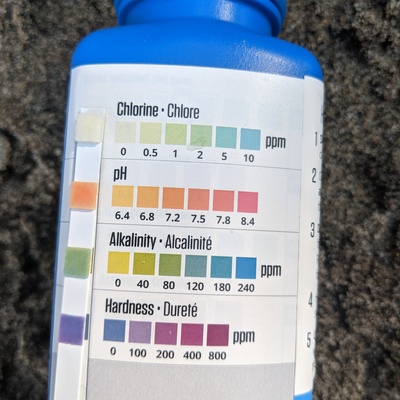 Chlorine • Chlore
0 0.5 1 2 5 10 ppm
pH
6.4 6.8 7.2 7.5 7.8 8.4
Alkalinity • Alcalinité
0 40 80 120 180 240 ppm
Hardness • Dureté
0 100 200 400 800 ppm
1
2
3
4
5